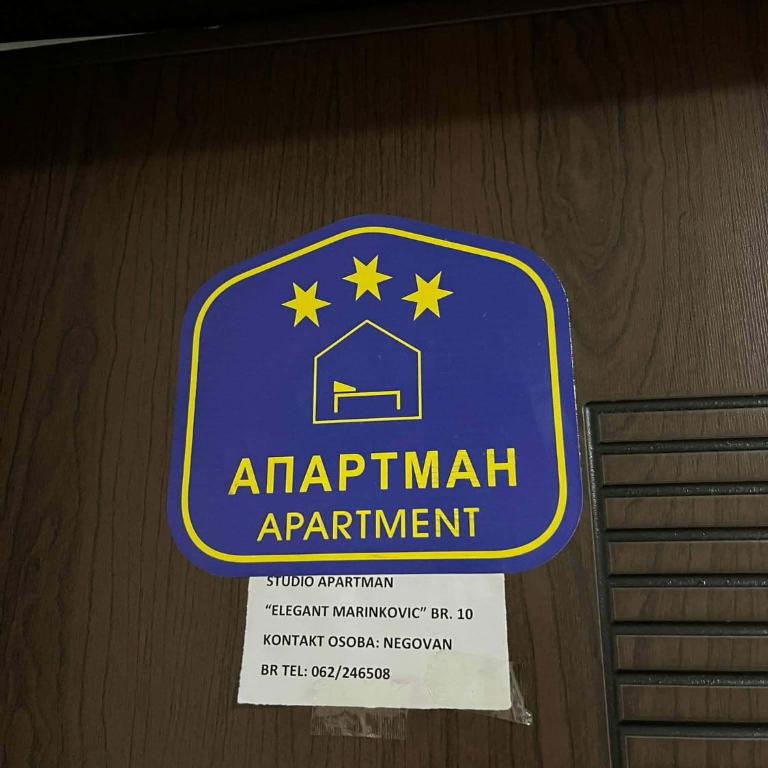 АПАРТМАН
APARTMENT
STUDIO APARTMAN
“ELEGANT MARINKOVIC” BR. 10
KONTAKT OSOBA: NEGOVAN
BR TEL: 062/246508